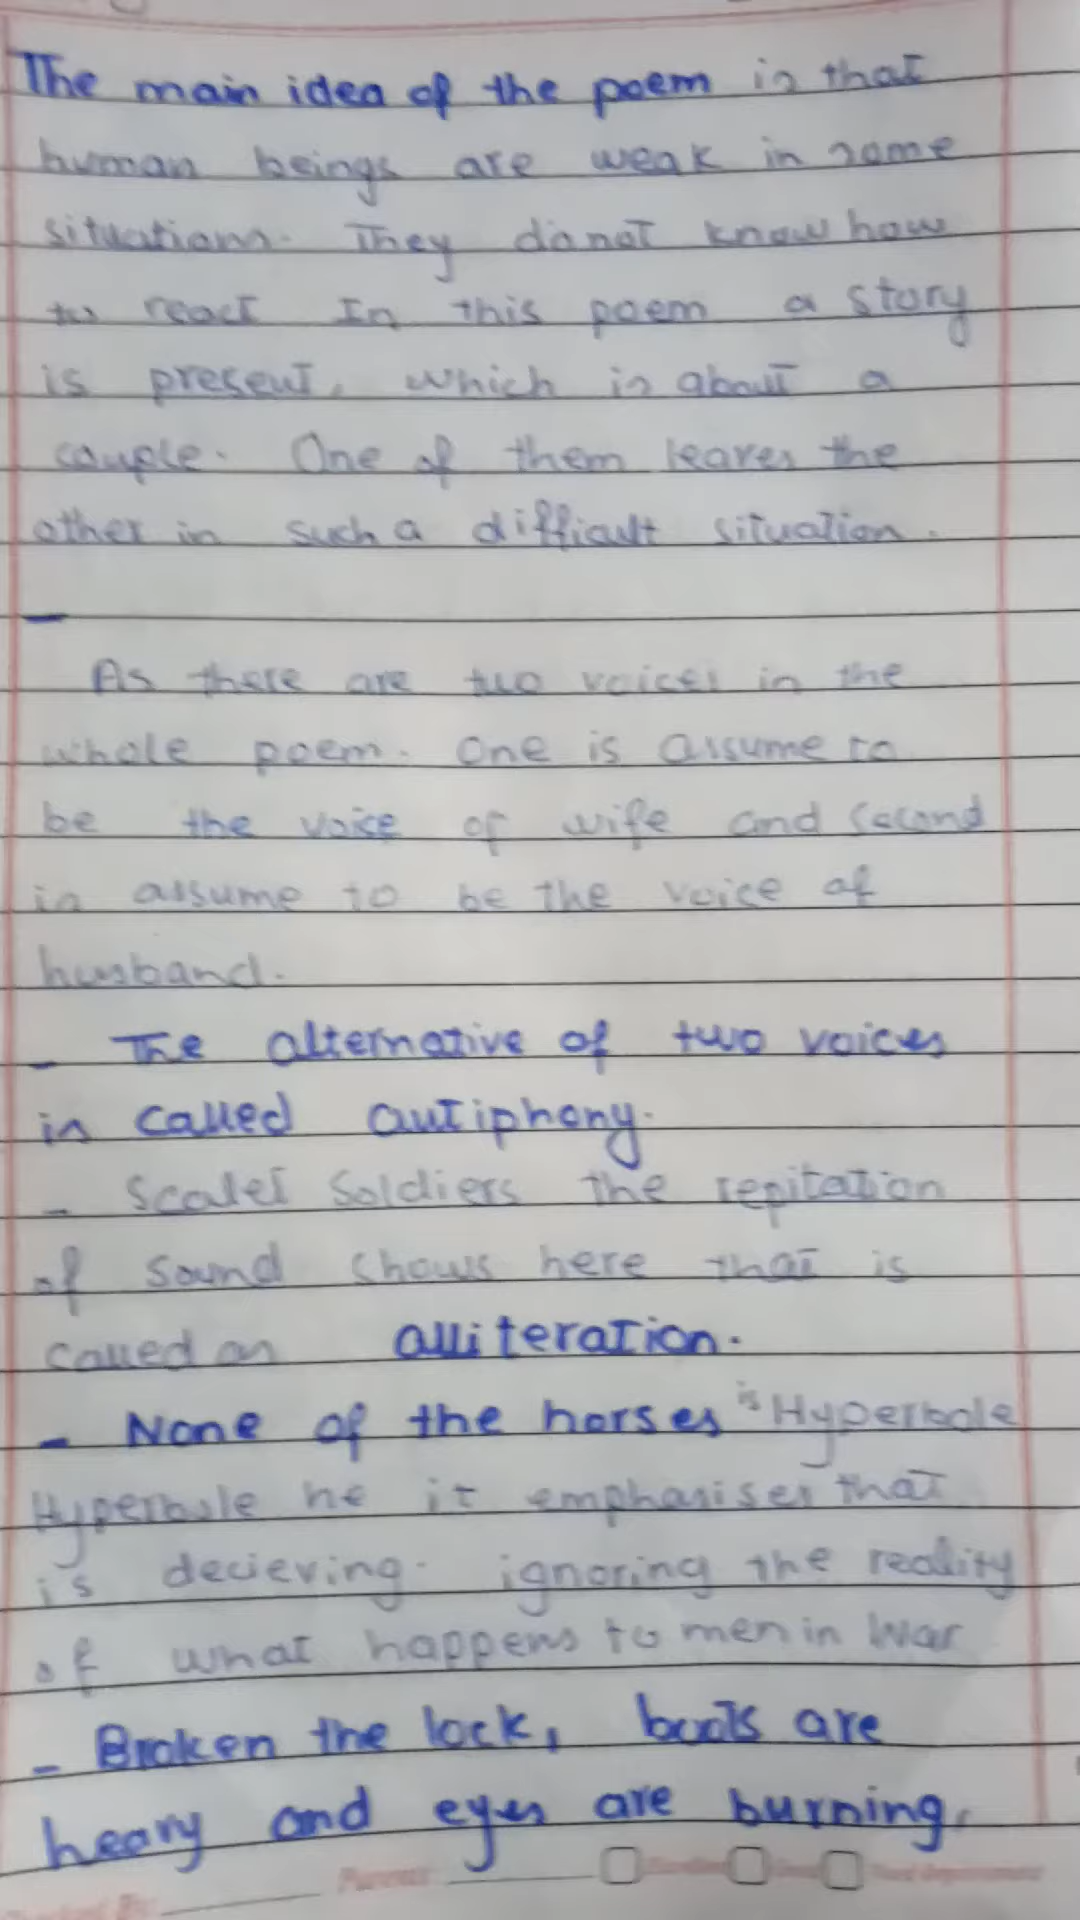 The main idea of the poem is that
human beings are weak in some
situations. They donot know how
to react In this poem a story
is present, which is about a
couple. One of them leaves the
other in such a difficult situation.
-
As there are two voices in the
whole poem. One is assume to
be the voice of wife and second
is assume to be the voice of
husband.
- The alternative of two voices
is called autiphony.
- Scalet Soldiers the repitation
of sound shows here that is
called an alliteration.
- None of the horses is Hyperbole
Hyperbole he it emphasises that
is decieving. ignoring the reality
of what happens to men in war
- Broken the lock, boots are
heavy and eyes are burning,
Parents